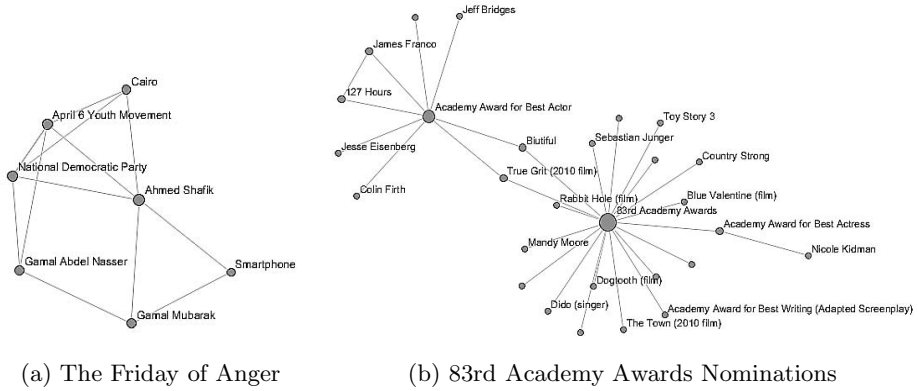 Cairo
April 6 Youth Movement
National Democratic Party
Ahmed Shafik
Gamal Abdel Nasser
Smartphone
Gamal Mubarak
(a) The Friday of Anger
Jeff Bridges
James Franco
127 Hours
Academy Award for Best Actor
Jesse Eisenberg
Biutiful
Colin Firth
True Grit (2010 film)
Toy Story 3
Sebastian Junger
Country Strong
Rabbit Hole (film)
Blue Valentine (film)
83rd Academy Awards
Academy Award for Best Actress
Mandy Moore
Nicole Kidman
Dogtooth (film)
Dido (singer)
Academy Award for Best Writing (Adapted Screenplay)
The Town (2010 film)
(b) 83rd Academy Awards Nominations